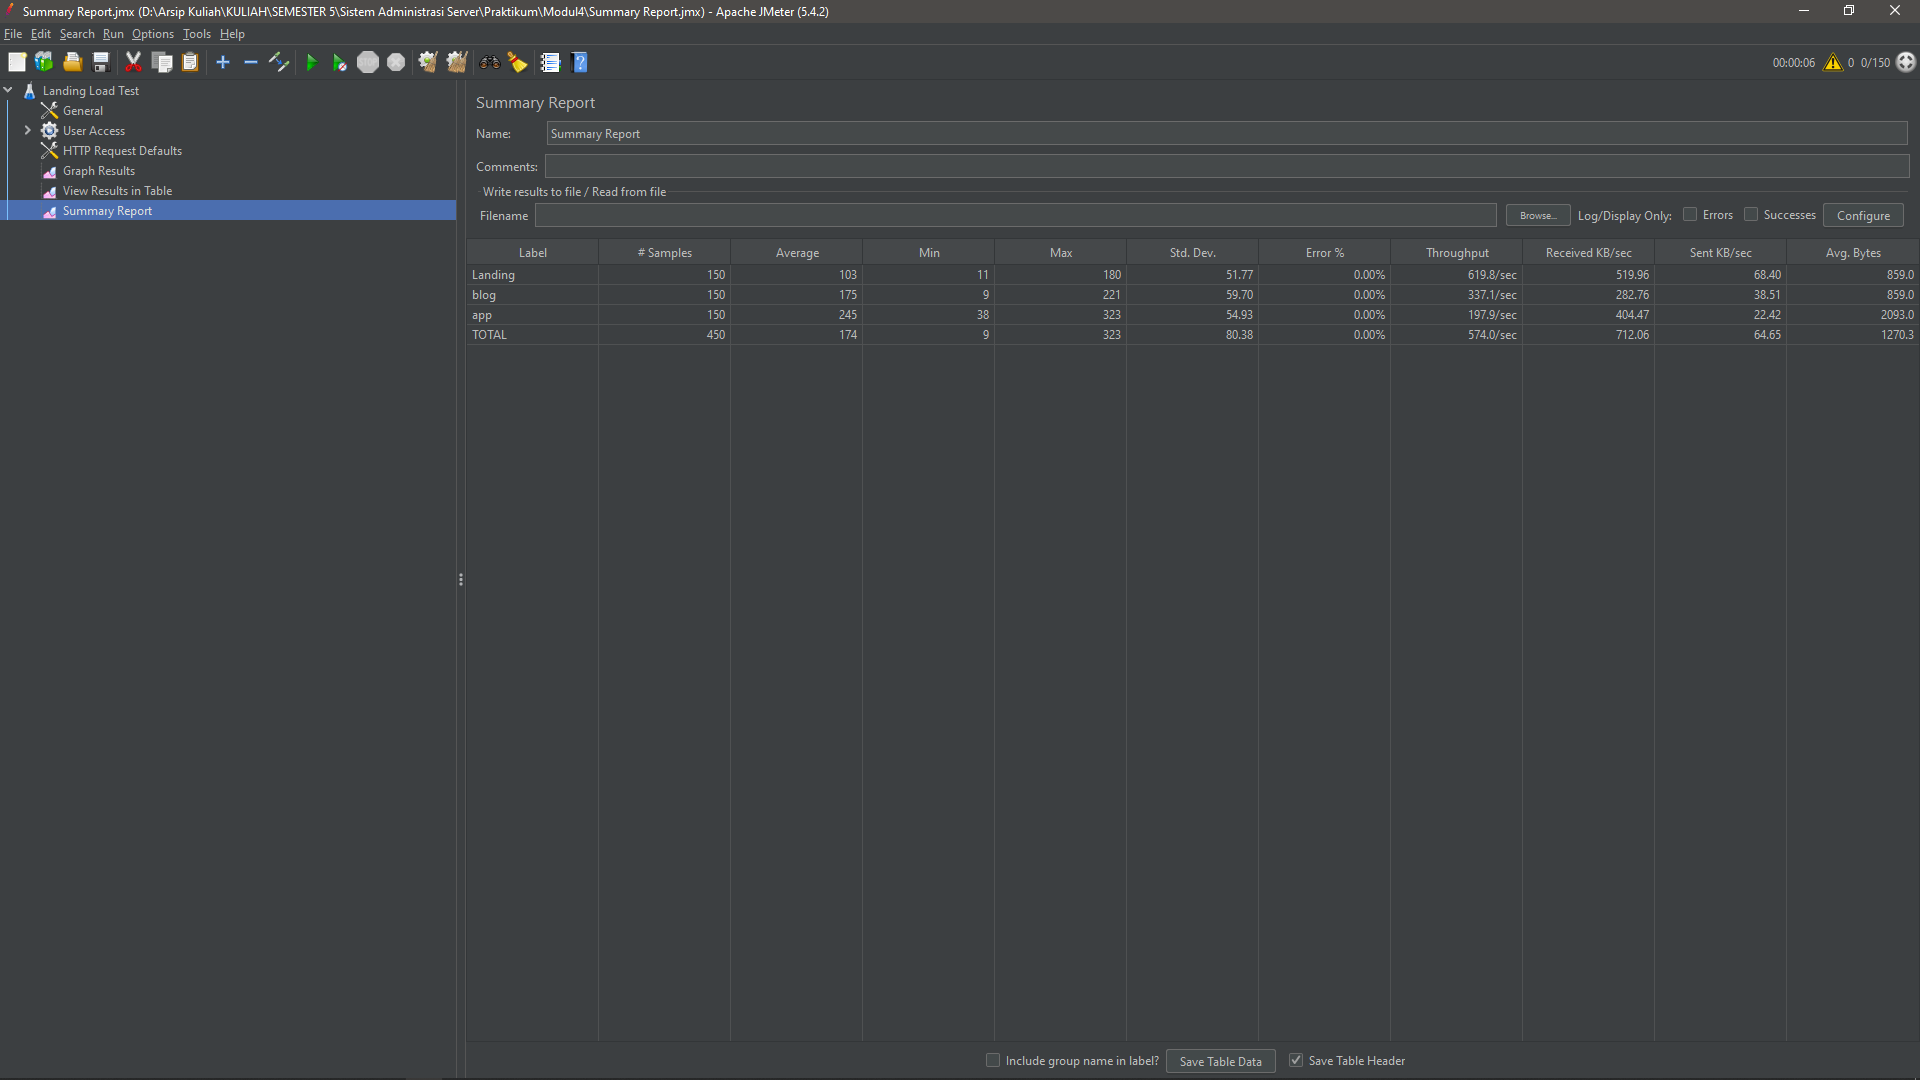 Summary Report.jmx (D:\Arsip Kuliah\KULIAH\SEMESTER 5\Sistem Administrasi Server\Praktikum\Modul4\Summary Report.jmx) - Apache JMeter (5.4.2)
File Edit Search Run Options Tools Help
00:00:06 0 0/150
Landing Load Test
General
User Access
HTTP Request Defaults
Graph Results
View Results in Table
Summary Report
Summary Report
Name: Summary Report
Comments:
Write results to file / Read from file
Filename Browse... Log/Display Only: Errors Successes Configure
Label # Samples Average Min Max Std. Dev. Error % Throughput Received KB/sec Sent KB/sec Avg. Bytes
Landing 150 103 11 180 51.77 0.00% 619.8/sec 519.96 68.40 859.0
blog 150 175 9 221 59.70 0.00% 337.1/sec 282.76 38.51 859.0
app 150 245 38 323 54.93 0.00% 197.9/sec 404.47 22.42 2093.0
TOTAL 450 174 9 323 80.38 0.00% 574.0/sec 712.06 64.65 1270.3
Include group name in label? Save Table Data Save Table Header